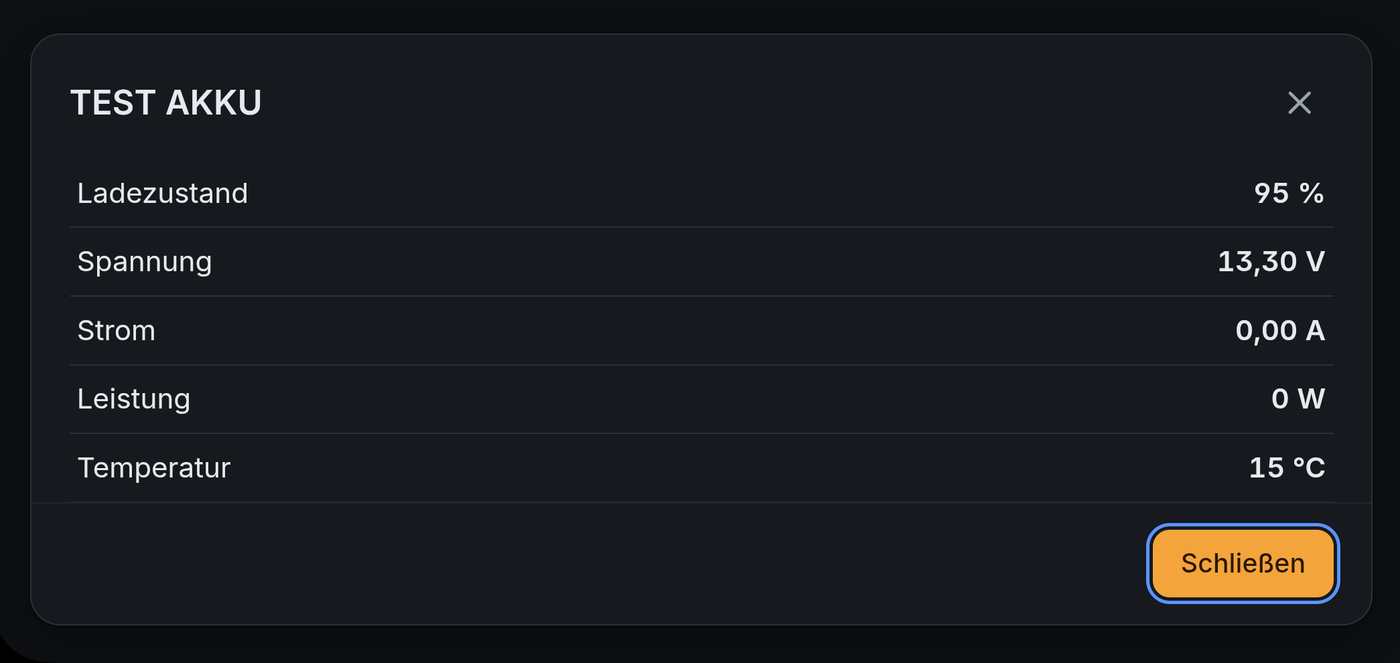 TEST AKKU
Ladezustand 95 %
Spannung 13,30 V
Strom 0,00 A
Leistung 0 W
Temperatur 15 °C
Schließen